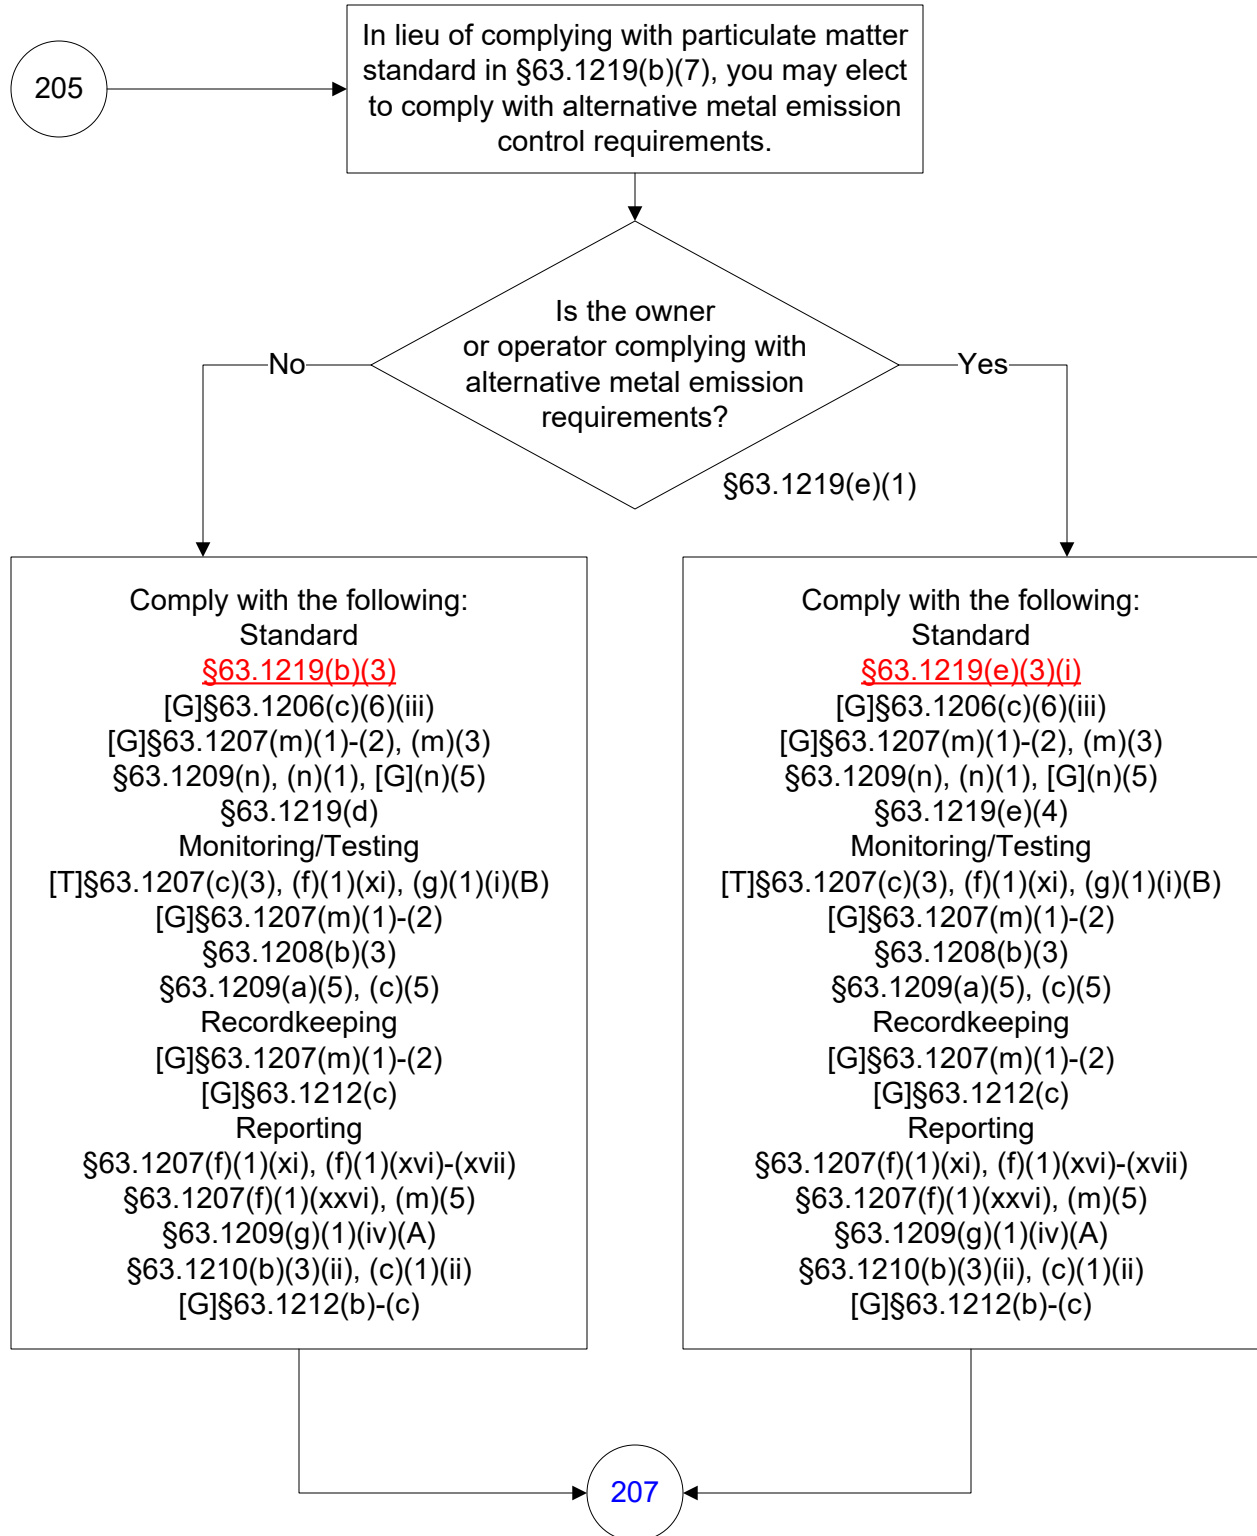 205
In lieu of complying with particulate matter
standard in §63.1219(b)(7), you may elect
to comply with alternative metal emission
control requirements.
Is the owner
or operator complying with
alternative metal emission
requirements?
No
Yes
§63.1219(e)(1)
Comply with the following:
Standard
§63.1219(b)(3)
[G]§63.1206(c)(6)(iii)
[G]§63.1207(m)(1)-(2), (m)(3)
§63.1209(n), (n)(1), [G](n)(5)
§63.1219(d)
Monitoring/Testing
[T]§63.1207(c)(3), (f)(1)(xi), (g)(1)(i)(B)
[G]§63.1207(m)(1)-(2)
§63.1208(b)(3)
§63.1209(a)(5), (c)(5)
Recordkeeping
[G]§63.1207(m)(1)-(2)
[G]§63.1212(c)
Reporting
§63.1207(f)(1)(xi), (f)(1)(xvi)-(xvii)
§63.1207(f)(1)(xxvi), (m)(5)
§63.1209(g)(1)(iv)(A)
§63.1210(b)(3)(ii), (c)(1)(ii)
[G]§63.1212(b)-(c)
Comply with the following:
Standard
§63.1219(e)(3)(i)
[G]§63.1206(c)(6)(iii)
[G]§63.1207(m)(1)-(2), (m)(3)
§63.1209(n), (n)(1), [G](n)(5)
§63.1219(e)(4)
Monitoring/Testing
[T]§63.1207(c)(3), (f)(1)(xi), (g)(1)(i)(B)
[G]§63.1207(m)(1)-(2)
§63.1208(b)(3)
§63.1209(a)(5), (c)(5)
Recordkeeping
[G]§63.1207(m)(1)-(2)
[G]§63.1212(c)
Reporting
§63.1207(f)(1)(xi), (f)(1)(xvi)-(xvii)
§63.1207(f)(1)(xxvi), (m)(5)
§63.1209(g)(1)(iv)(A)
§63.1210(b)(3)(ii), (c)(1)(ii)
[G]§63.1212(b)-(c)
207